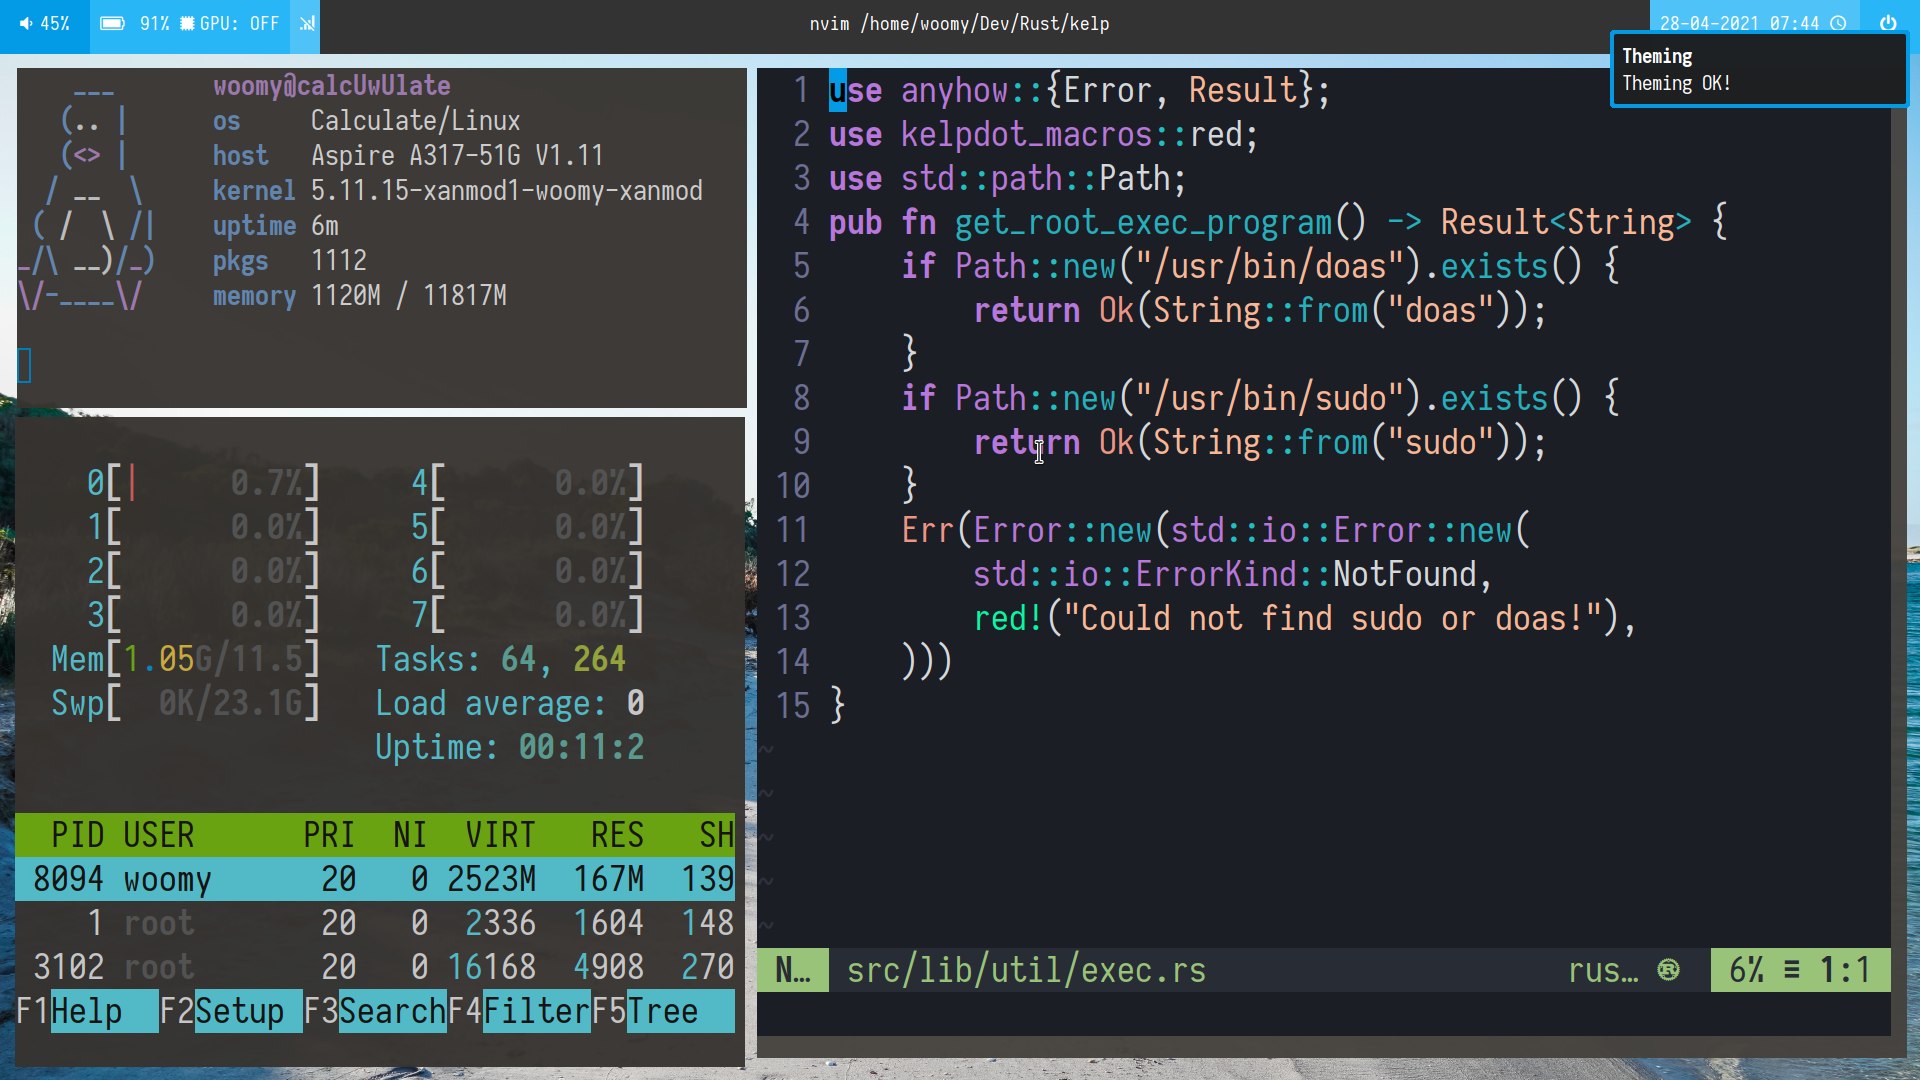 45% 91% GPU: OFF
nvim /home/woomy/Dev/Rust/kelp
28-04-2021 07:44
Theming
Theming OK!
woomy@calcUwUlate
os Calculate/Linux
host Aspire A317-51G V1.11
kernel 5.11.15-xanmod1-woomy-xanmod
uptime 6m
pkgs 1112
memory 1120M / 11817M
0[| 0.7%] 4[ 0.0%]
1[ 0.0%] 5[ 0.0%]
2[ 0.0%] 6[ 0.0%]
3[ 0.0%] 7[ 0.0%]
Mem[1.05G/11.5] Tasks: 64, 264
Swp[ 0K/23.1G] Load average: 0
Uptime: 00:11:2
PID USER PRI NI VIRT RES SH
8094 woomy 20 0 2523M 167M 139
1 root 20 0 2336 1604 148
3102 root 20 0 16168 4908 270
F1Help F2Setup F3Search F4Filter F5Tree
1 use anyhow::{Error, Result};
2 use kelpdot_macros::red;
3 use std::path::Path;
4 pub fn get_root_exec_program() -> Result<String> {
5     if Path::new("/usr/bin/doas").exists() {
6         return Ok(String::from("doas"));
7     }
8     if Path::new("/usr/bin/sudo").exists() {
9         return Ok(String::from("sudo"));
10     }
11     Err(Error::new(std::io::Error::new(
12         std::io::ErrorKind::NotFound,
13         red!("Could not find sudo or doas!"),
14     )))
15 }
~
~
~
~
~
N… src/lib/util/exec.rs rus… 6% ≡ 1:1